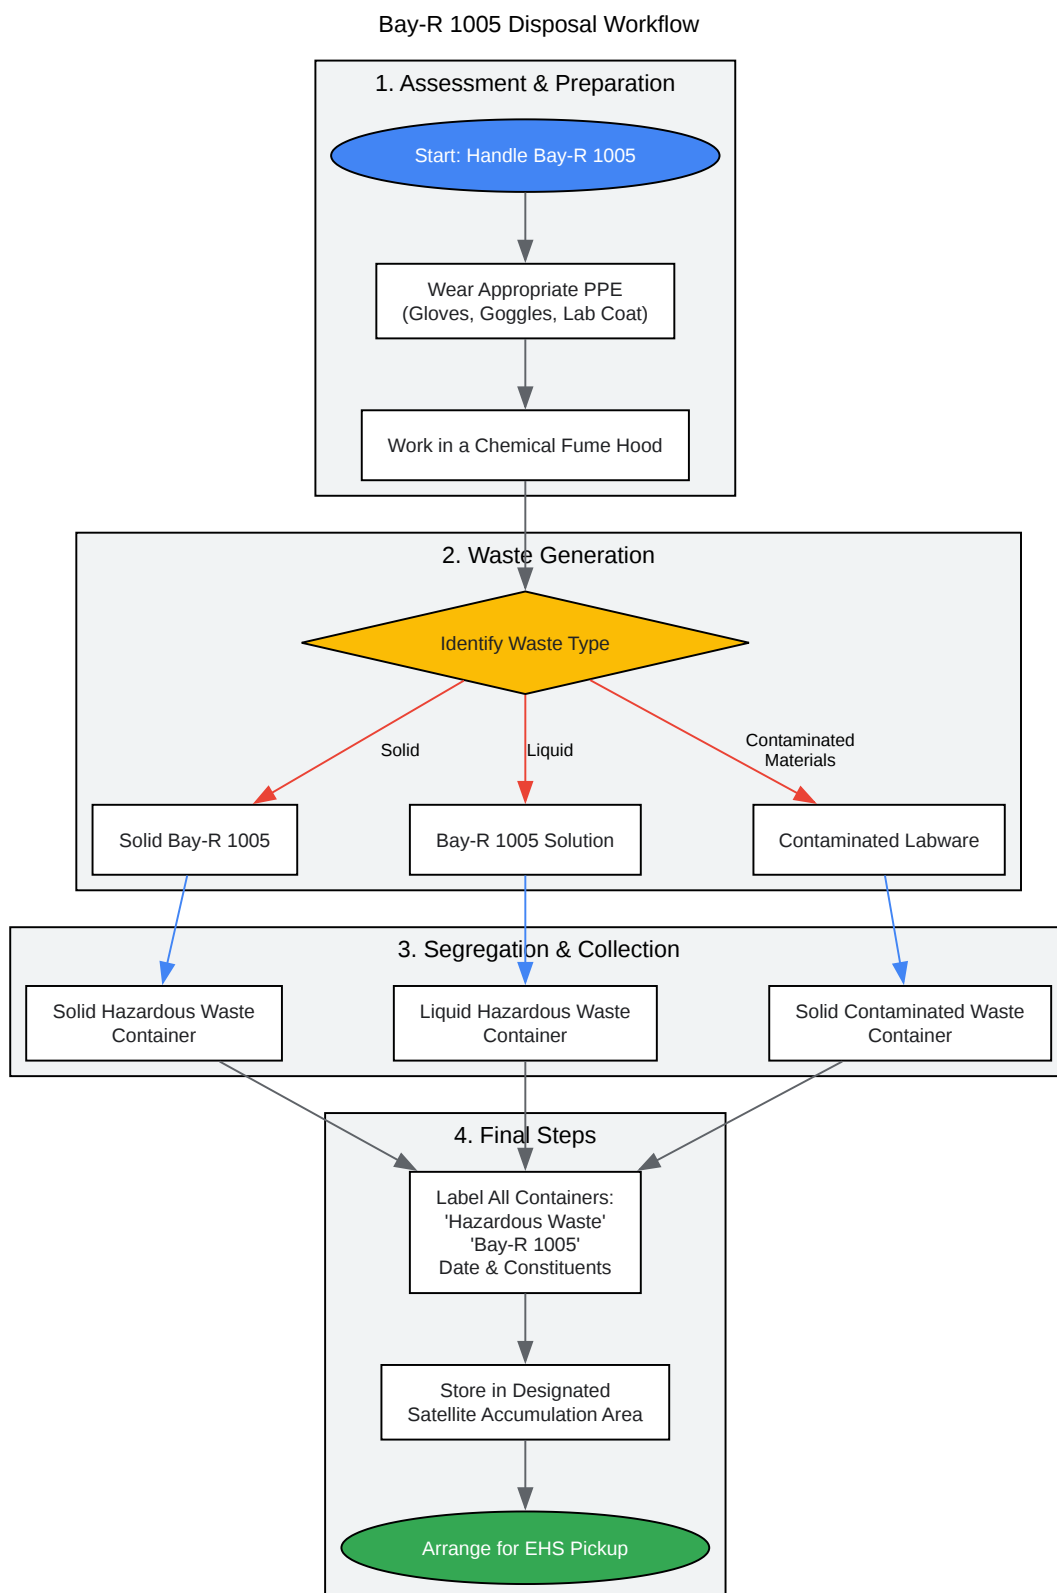 Bay-R 1005 Disposal Workflow
1. Assessment & Preparation
Start: Handle Bay-R 1005
Wear Appropriate PPE
(Gloves, Goggles, Lab Coat)
Work in a Chemical Fume Hood
2. Waste Generation
Identify Waste Type
Solid
Liquid
Contaminated
Materials
Solid Bay-R 1005
Bay-R 1005 Solution
Contaminated Labware
3. Segregation & Collection
Solid Hazardous Waste
Container
Liquid Hazardous Waste
Container
Solid Contaminated Waste
Container
4. Final Steps
Label All Containers:
'Hazardous Waste'
'Bay-R 1005'
Date & Constituents
Store in Designated
Satellite Accumulation Area
Arrange for EHS Pickup